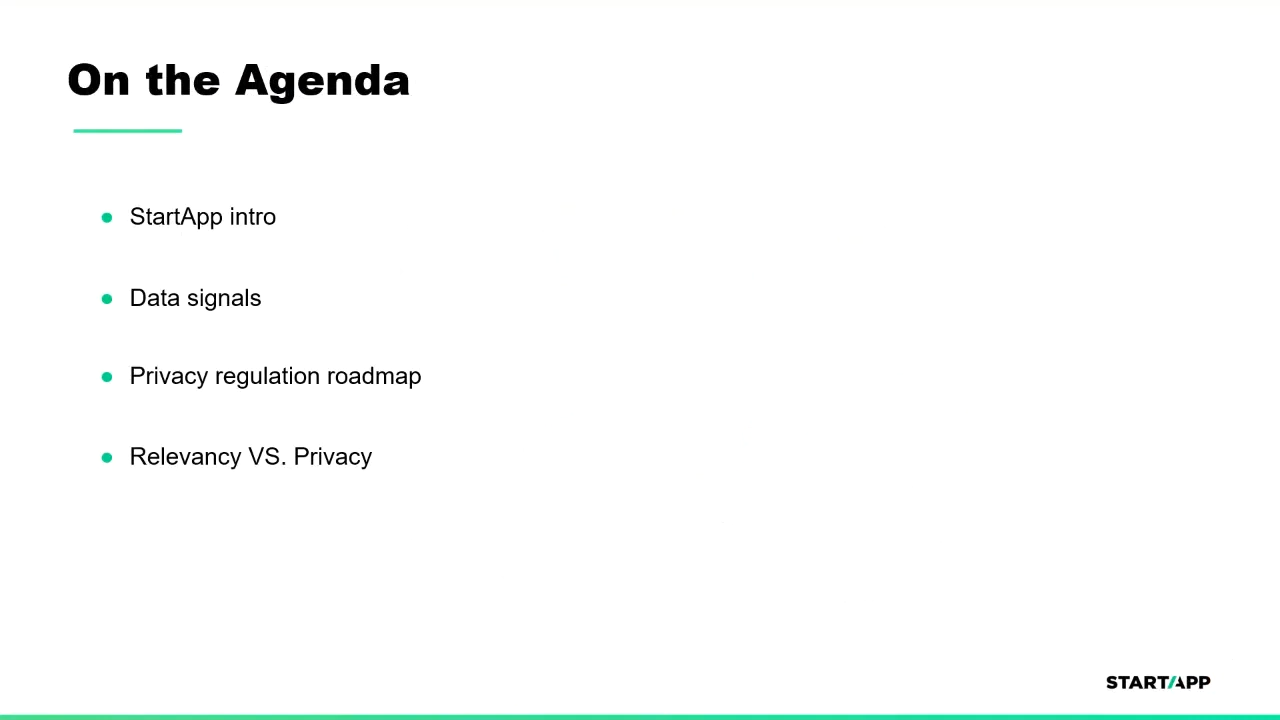 On the Agenda
StartApp intro
Data signals
Privacy regulation roadmap
Relevancy VS. Privacy
START/APP